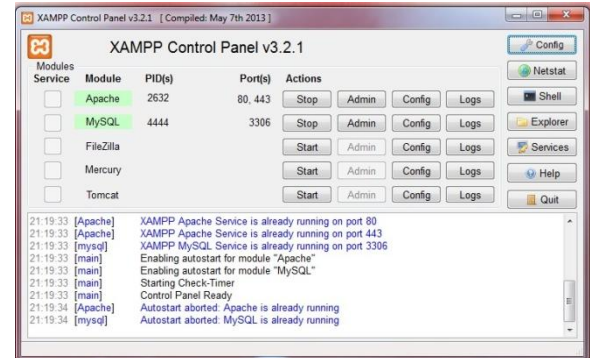 XAMPP Control Panel v3.2.1 [ Compiled: May 7th 2013 ]
XAMPP Control Panel v3.2.1
Config
Modules
Service Module PID(s) Port(s) Actions
Netstat
Apache 2632 80, 443 Stop Admin Config Logs
Shell
MySQL 4444 3306 Stop Admin Config Logs
Explorer
FileZilla Start Admin Config Logs
Services
Mercury Start Admin Config Logs
Help
Tomcat Start Admin Config Logs
Quit
21:19:33 [Apache] XAMPP Apache Service is already running on port 80
21:19:33 [Apache] XAMPP Apache Service is already running on port 443
21:19:33 [mysql] XAMPP MySQL Service is already running on port 3306
21:19:33 [main] Enabling autostart for module "Apache"
21:19:33 [main] Enabling autostart for module "MySQL"
21:19:33 [main] Starting Check-Timer
21:19:33 [main] Control Panel Ready
21:19:34 [Apache] Autostart aborted: Apache is already running
21:19:34 [mysql] Autostart aborted: MySQL is already running